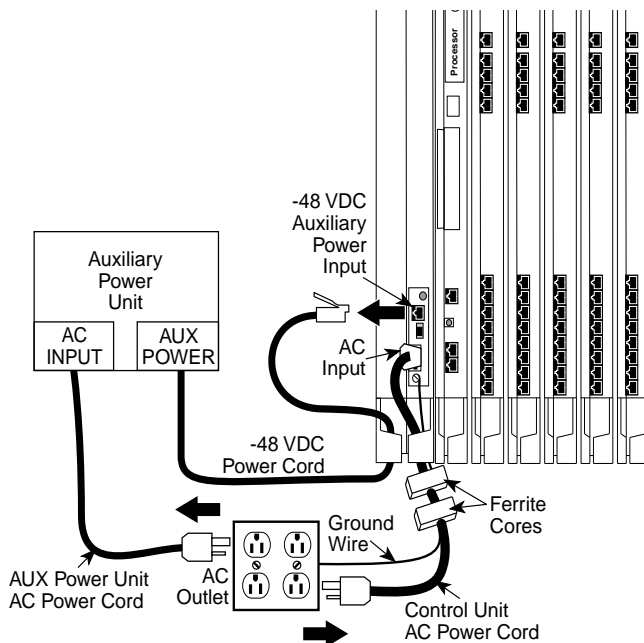 Processor
-48 VDC
Auxiliary
Power
Input
Auxiliary
Power
Unit
AC
INPUT
AUX
POWER
AC
Input
-48 VDC
Power Cord
Ferrite
Cores
Ground
Wire
AUX Power Unit
AC Power Cord
AC
Outlet
Control Unit
AC Power Cord